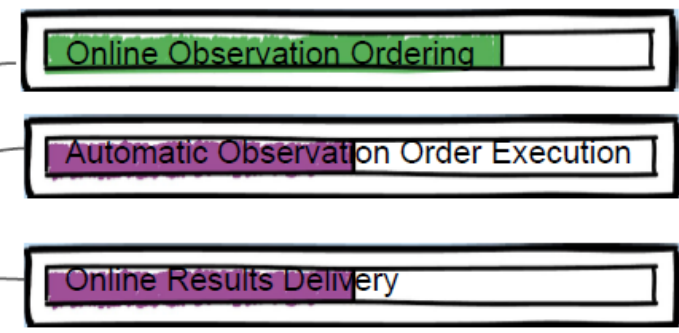 Online Observation Ordering
Automatic Observation Order Execution
Online Results Delivery